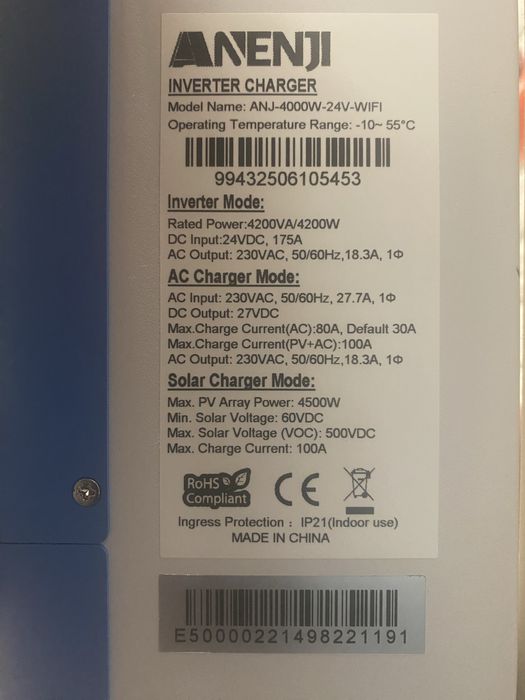 ANENJI
INVERTER CHARGER
Model Name: ANJ-4000W-24V-WIFI
Operating Temperature Range: -10~ 55°C
99432506105453
Inverter Mode:
Rated Power:4200VA/4200W
DC Input:24VDC, 175A
AC Output: 230VAC, 50/60Hz,18.3A, 1Φ
AC Charger Mode:
AC Input: 230VAC, 50/60Hz, 27.7A, 1Φ
DC Output: 27VDC
Max.Charge Current(AC):80A, Default 30A
Max.Charge Current(PV+AC):100A
AC Output: 230VAC, 50/60Hz,18.3A, 1Φ
Solar Charger Mode:
Max. PV Array Power: 4500W
Min. Solar Voltage: 60VDC
Max. Solar Voltage (VOC): 500VDC
Max. Charge Current: 100A
RoHS
Compliant
CE
Ingress Protection : IP21(Indoor use)
MADE IN CHINA
E50000221498221191